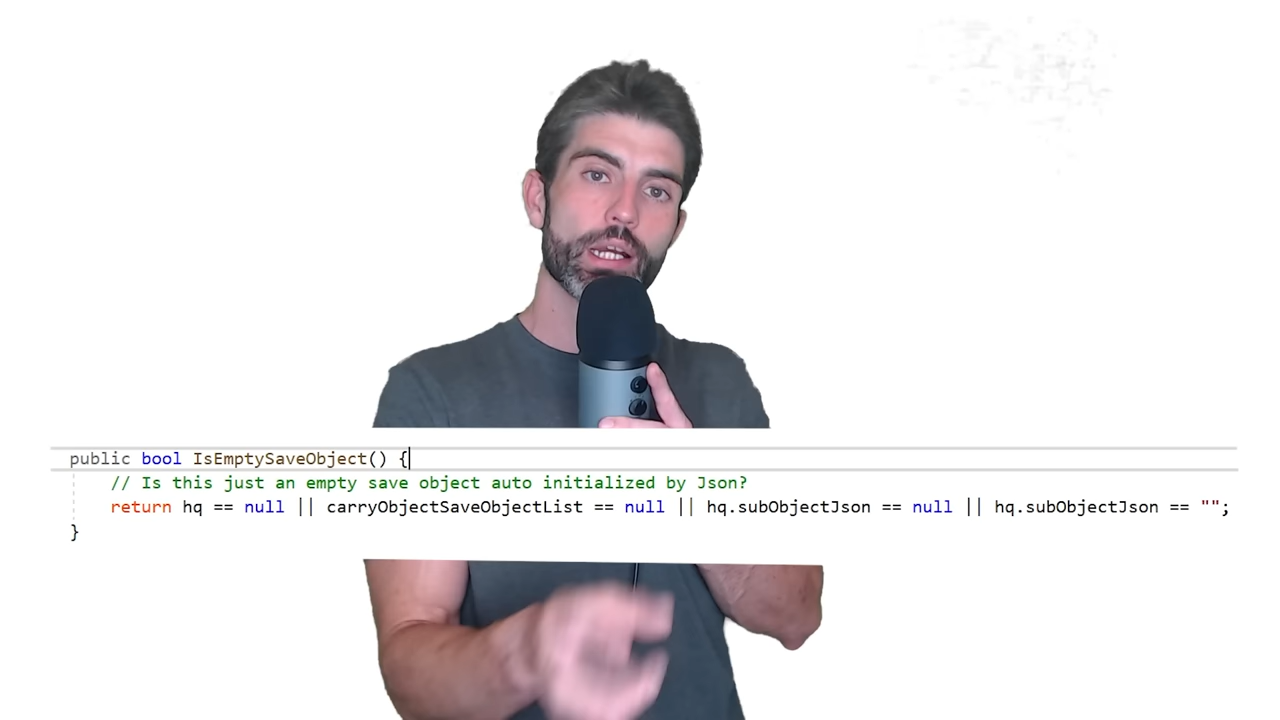 public bool IsEmptySaveObject() {
// Is this just an empty save object auto initialized by Json?
return hq == null || carryObjectSaveObjectList == null || hq.subObjectJson == null || hq.subObjectJson == "";
}